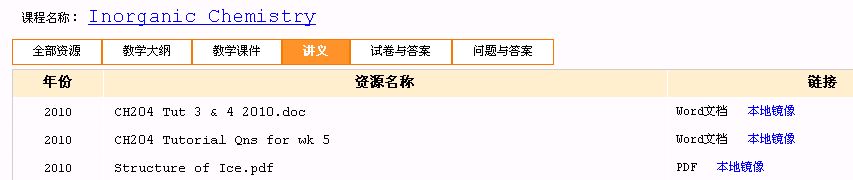 课程名称: Inorganic Chemistry
全部资源 教学大纲 教学课件 讲义 试卷与答案 问题与答案
年份 资源名称 链接
2010 CH204 Tut 3 & 4 2010.doc Word文档 本地镜像
2010 CH204 Tutorial Qns for wk 5 Word文档 本地镜像
2010 Structure of Ice.pdf PDF 本地镜像